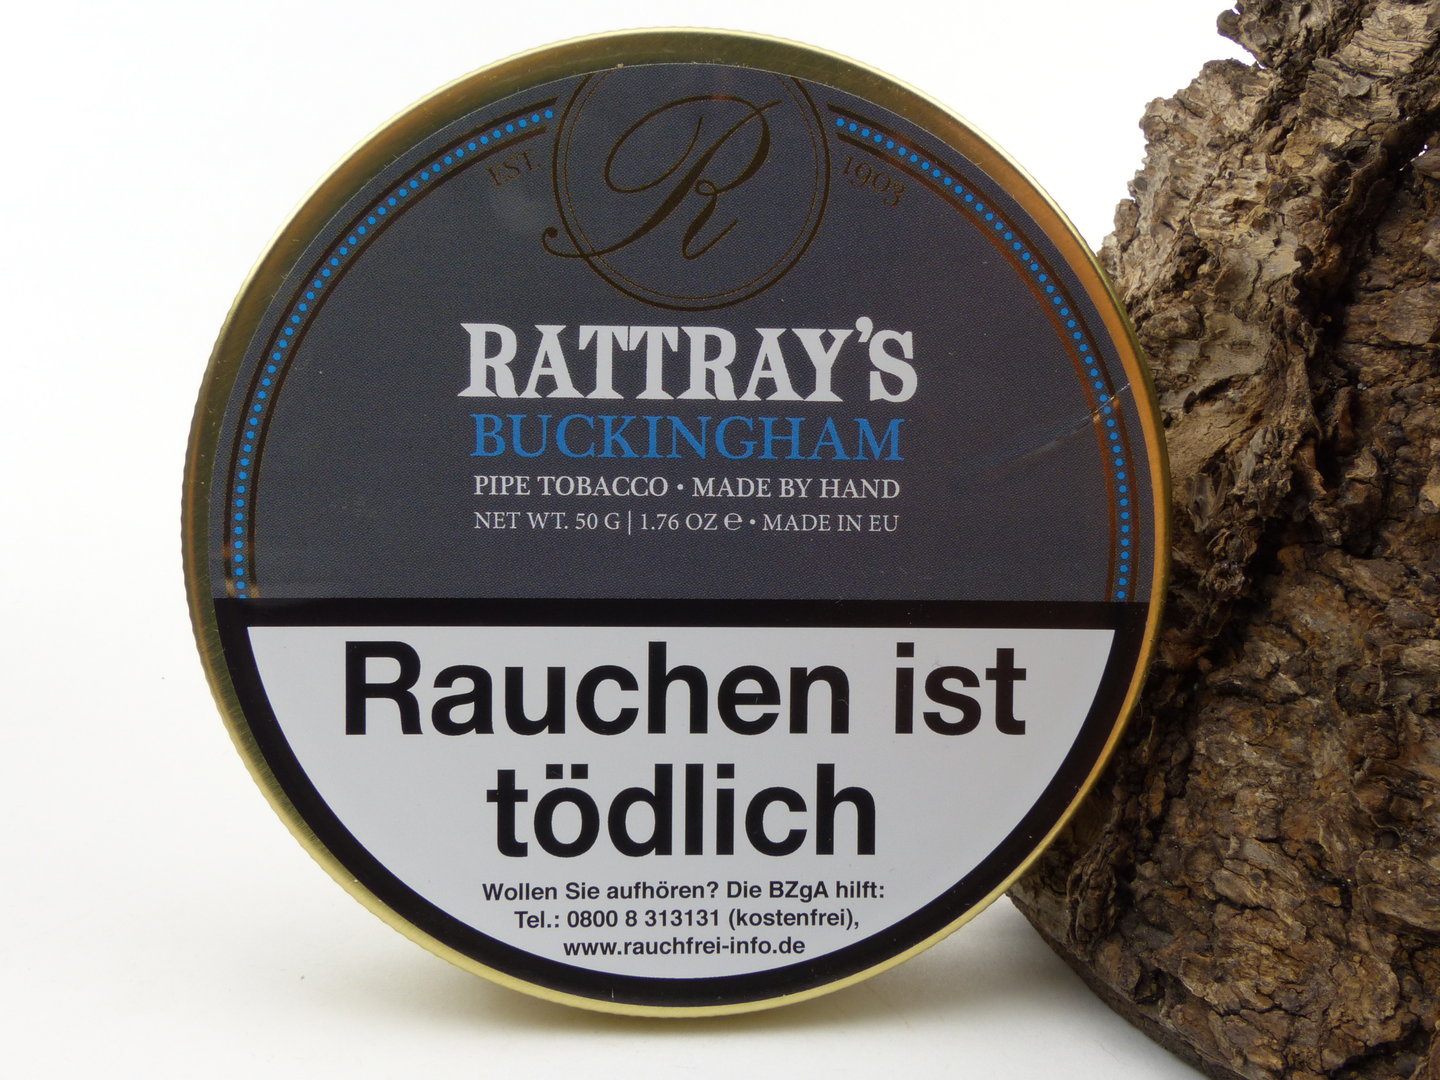 EST. R 1903
RATTRAY'S
BUCKINGHAM
PIPE TOBACCO • MADE BY HAND
NET WT. 50 G | 1.76 OZ ℮ • MADE IN EU
Rauchen ist
tödlich
Wollen Sie aufhören? Die BZgA hilft:
Tel.: 0800 8 313131 (kostenfrei),
www.rauchfrei-info.de